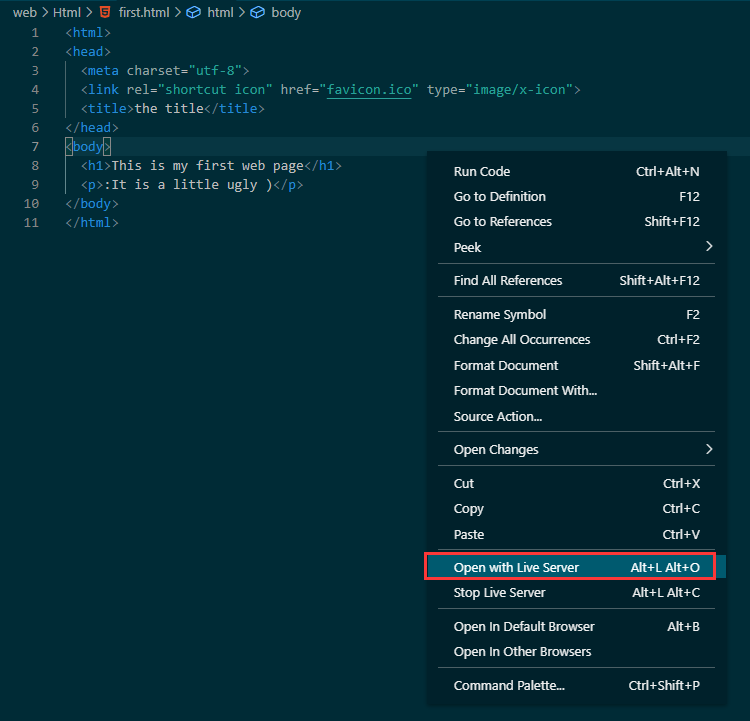 web > Html > first.html > html > body
1 <html>
2 <head>
3 <meta charset="utf-8">
4 <link rel="shortcut icon" href="favicon.ico" type="image/x-icon">
5 <title>the title</title>
6 </head>
7 <body>
8 <h1>This is my first web page</h1>
9 <p>:It is a little ugly )</p>
10 </body>
11 </html>
Run Code Ctrl+Alt+N
Go to Definition F12
Go to References Shift+F12
Peek >
Find All References Shift+Alt+F12
Rename Symbol F2
Change All Occurrences Ctrl+F2
Format Document Shift+Alt+F
Format Document With...
Source Action...
Open Changes >
Cut Ctrl+X
Copy Ctrl+C
Paste Ctrl+V
Open with Live Server Alt+L Alt+O
Stop Live Server Alt+L Alt+C
Open In Default Browser Alt+B
Open In Other Browsers
Command Palette... Ctrl+Shift+P